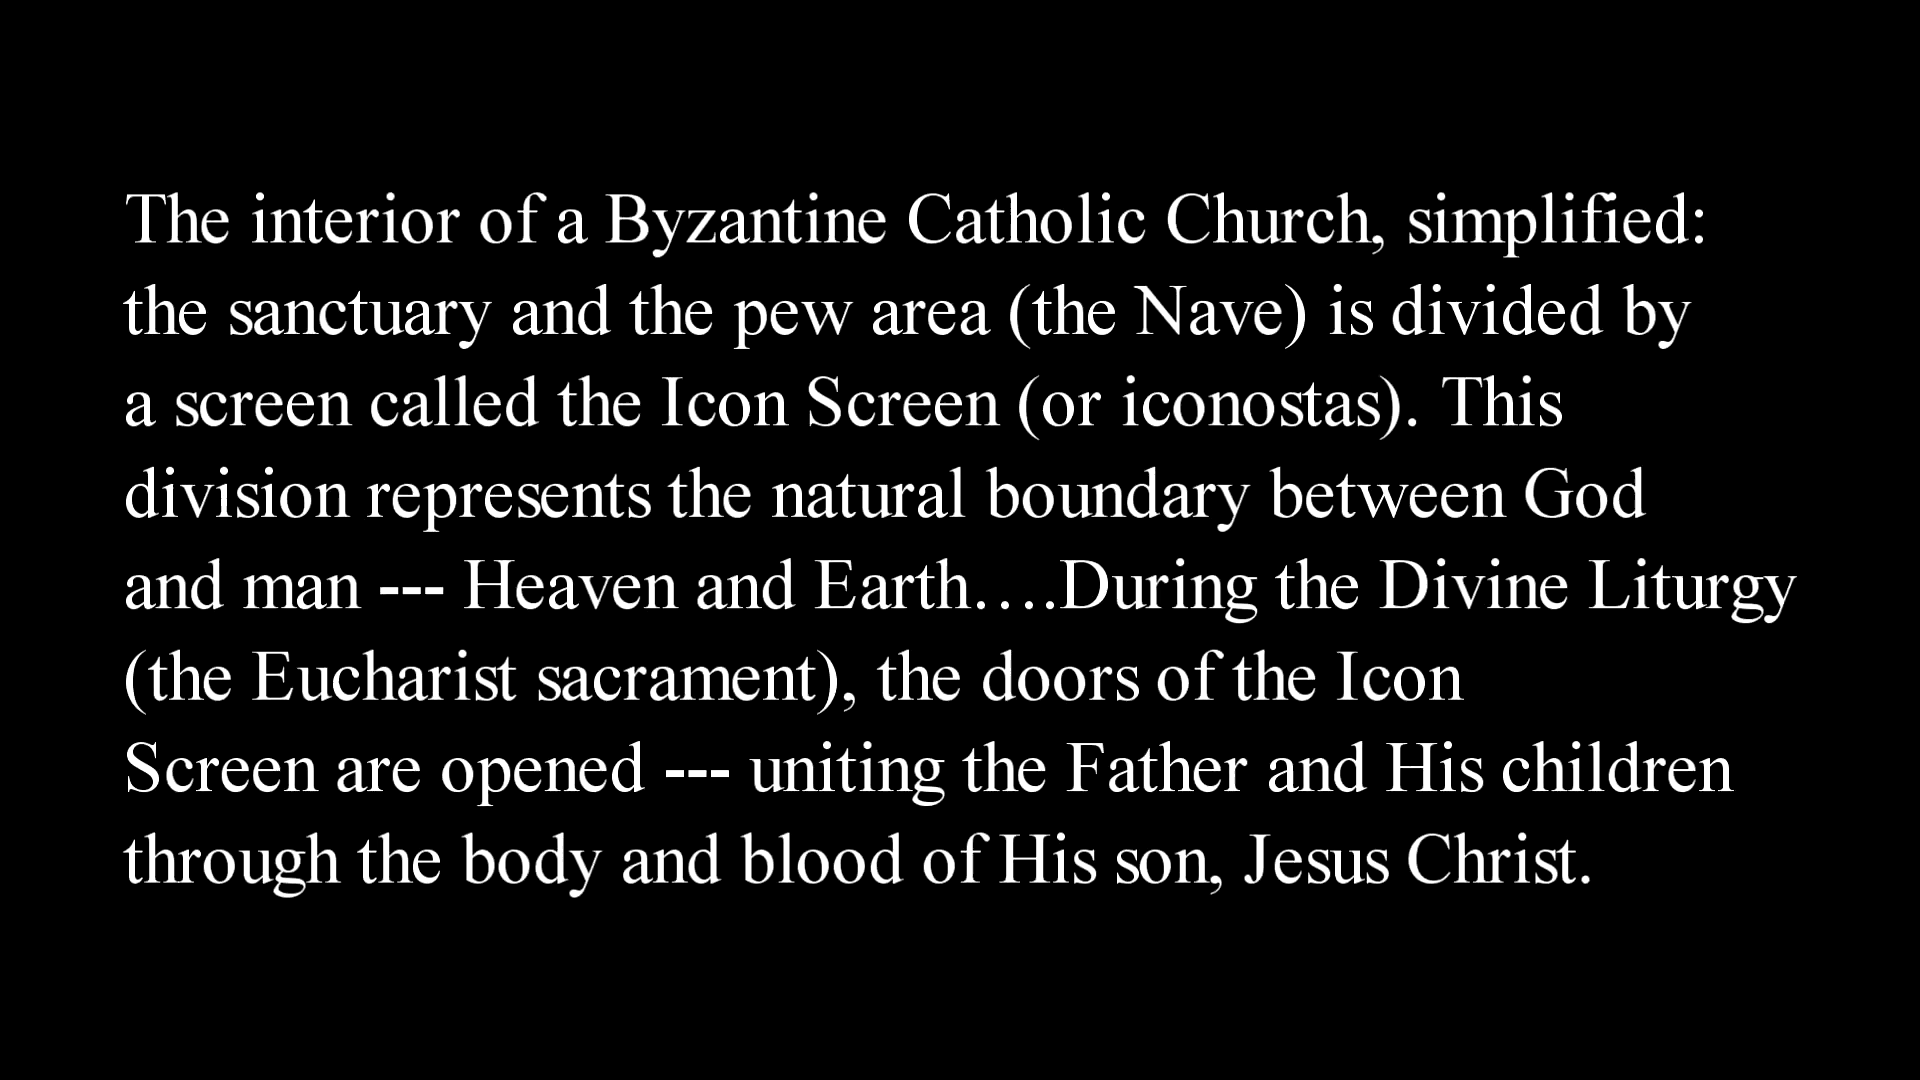 The interior of a Byzantine Catholic Church, simplified:
the sanctuary and the pew area (the Nave) is divided by
a screen called the Icon Screen (or iconostas). This
division represents the natural boundary between God
and man --- Heaven and Earth….During the Divine Liturgy
(the Eucharist sacrament), the doors of the Icon
Screen are opened --- uniting the Father and His children
through the body and blood of His son, Jesus Christ.